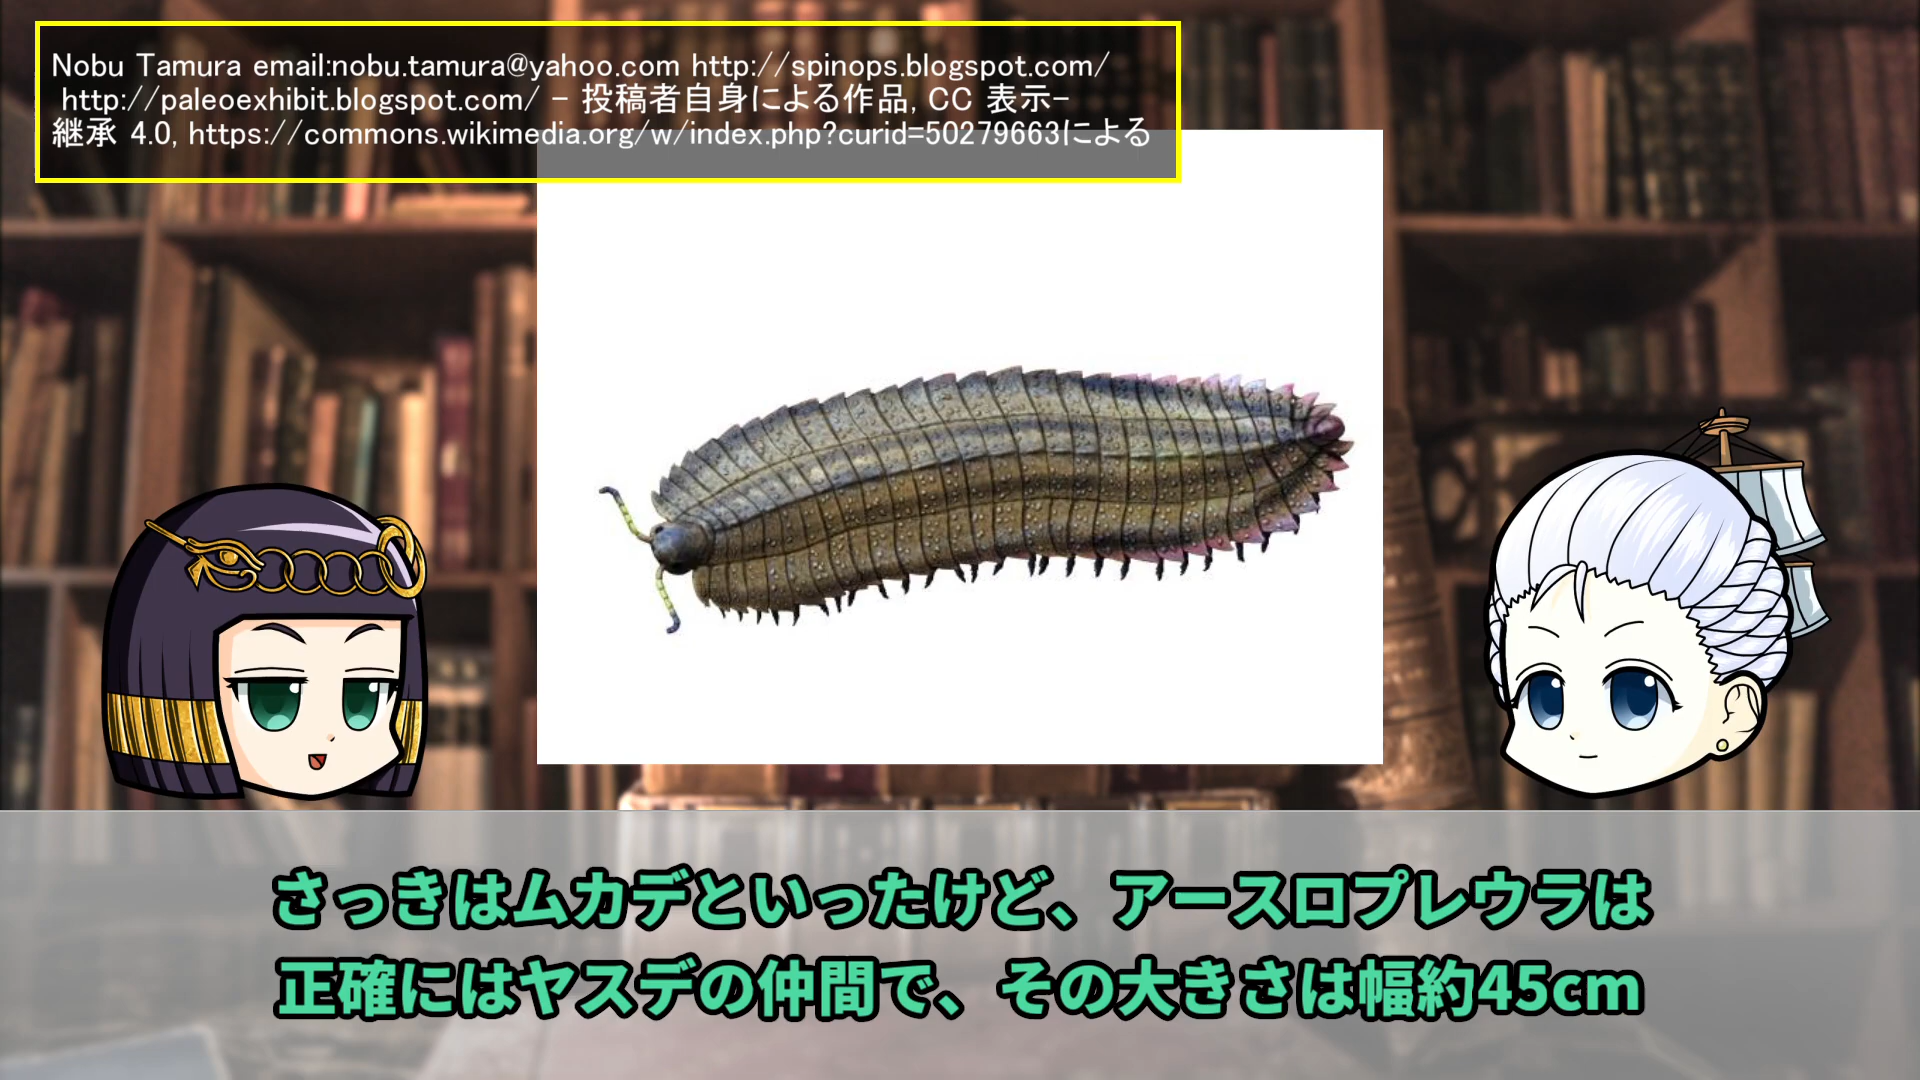 Nobu Tamura email:nobu.tamura@yahoo.com http://spinops.blogspot.com/
http://paleoexhibit.blogspot.com/ - 投稿者自身による作品, CC 表示-
継承 4.0, https://commons.wikimedia.org/w/index.php?curid=50279663による
さっきはムカデといったけど、アースロプレウラは
正確にはヤスデの仲間で、その大きさは幅約45cm